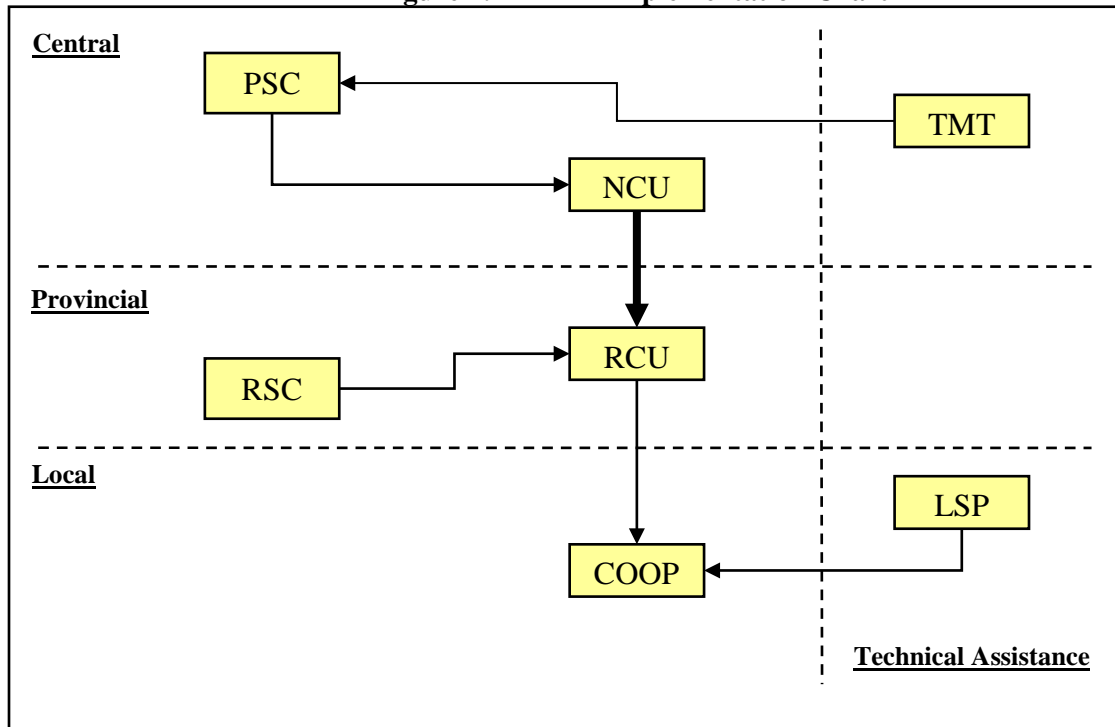 Central
PSC
TMT
NCU
Provincial
RCU
RSC
Local
LSP
COOP
Technical Assistance